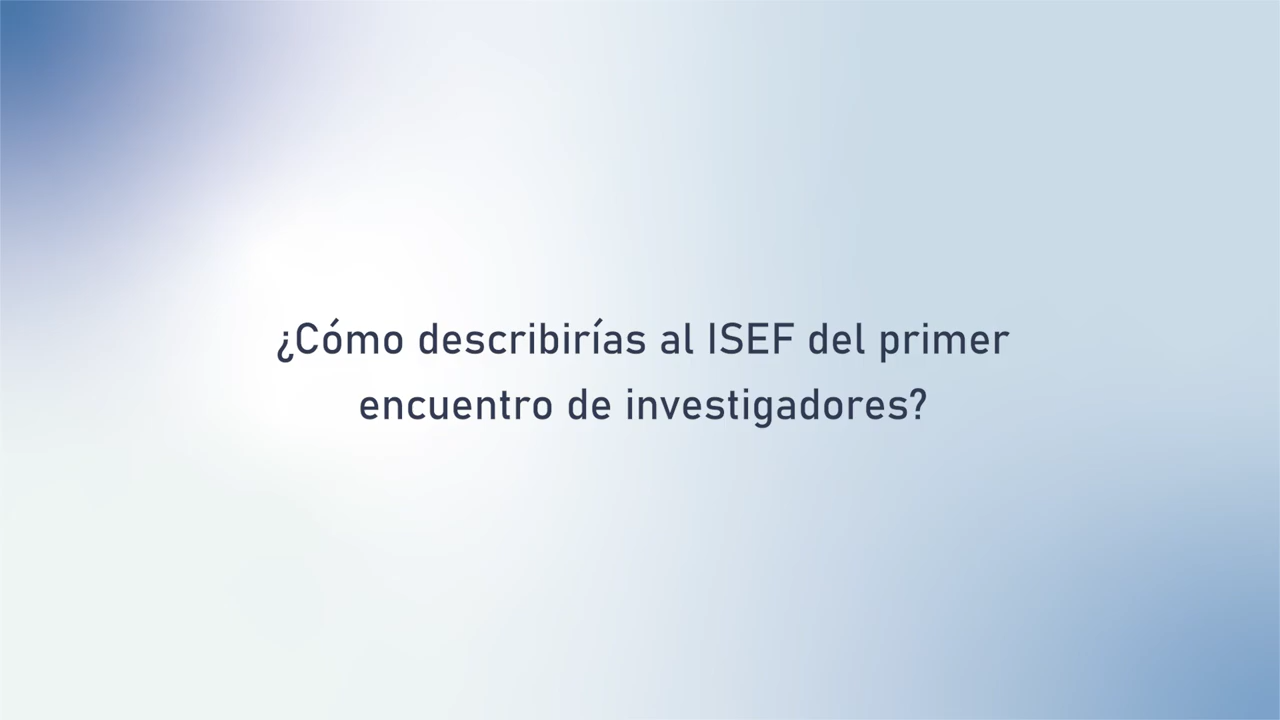 ¿Cómo describirías al ISEF del primer
encuentro de investigadores?